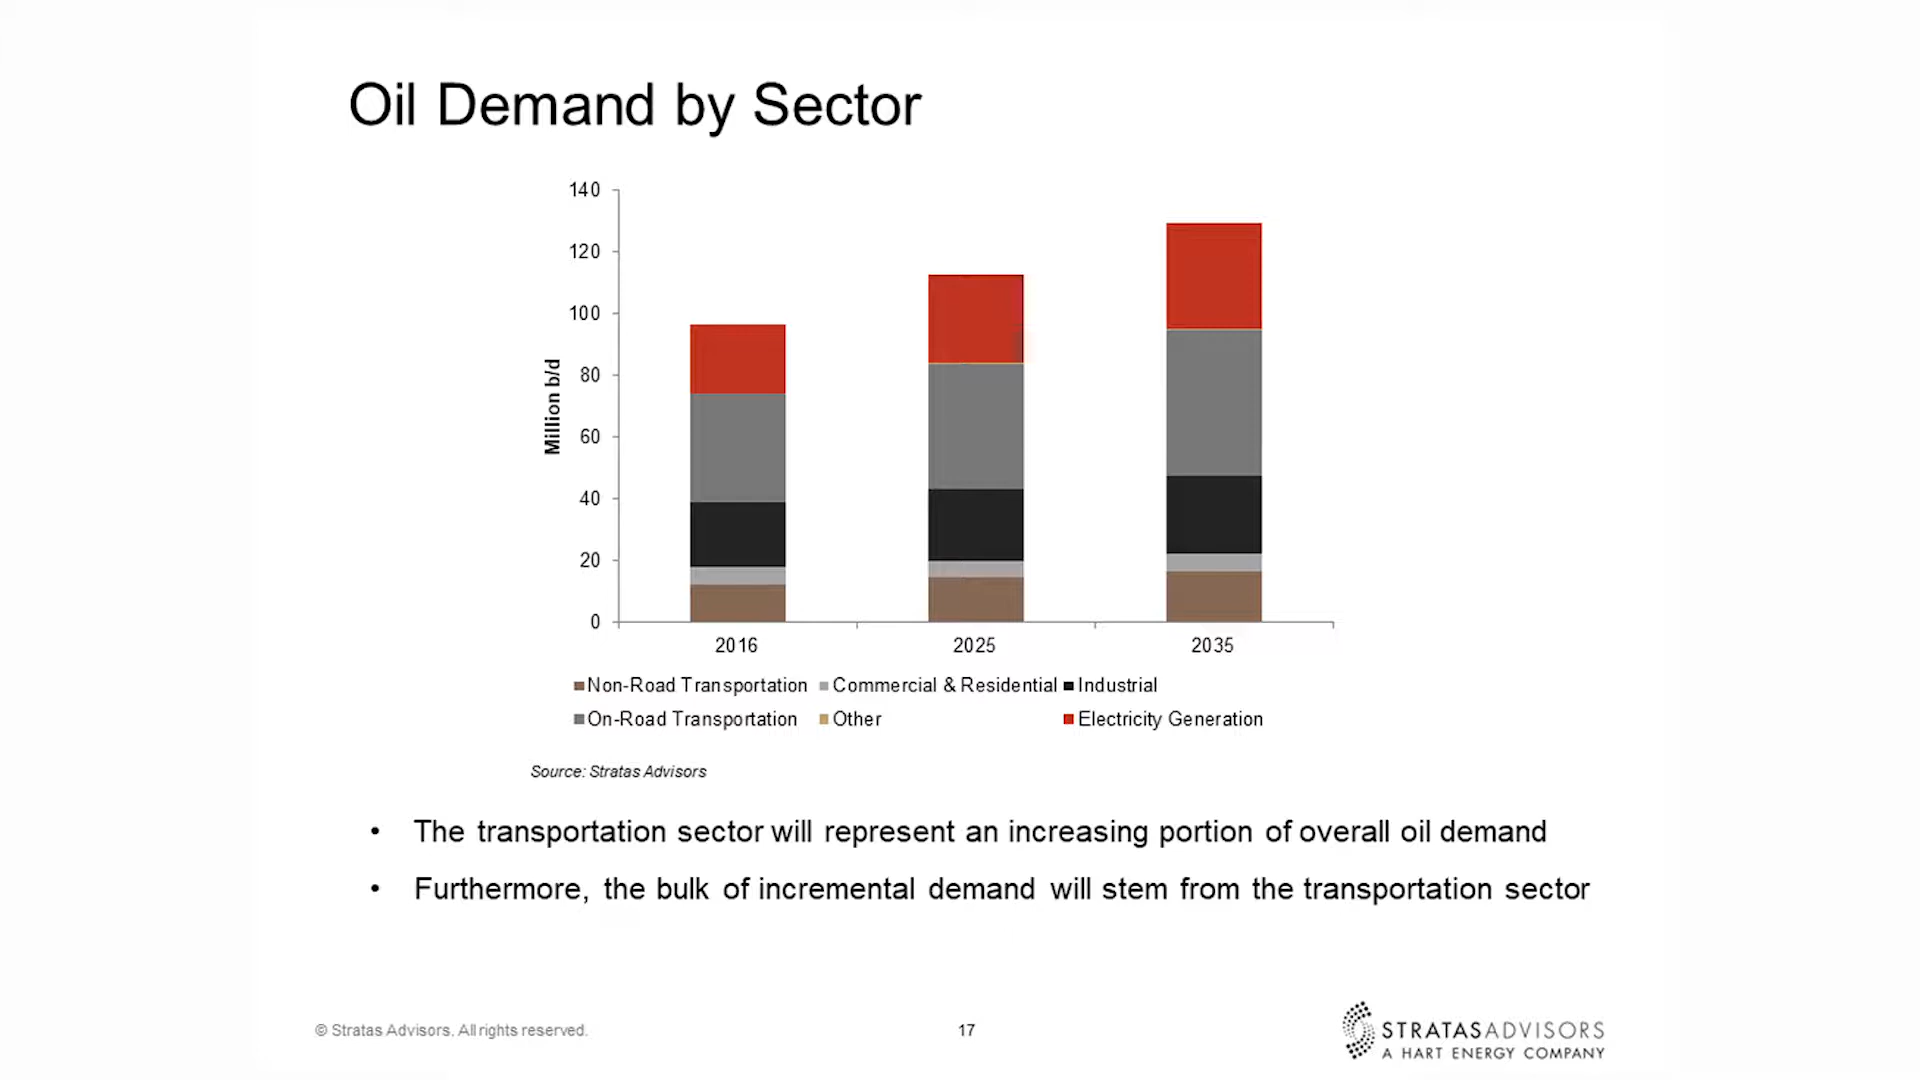 Oil Demand by Sector
140
120
100
80
60
40
20
0
Million b/d
2016 2025 2035
Non-Road Transportation Commercial & Residential Industrial
On-Road Transportation Other Electricity Generation
Source: Stratas Advisors
• The transportation sector will represent an increasing portion of overall oil demand
• Furthermore, the bulk of incremental demand will stem from the transportation sector
© Stratas Advisors. All rights reserved.
17
STRATASADVISORS
A HART ENERGY COMPANY